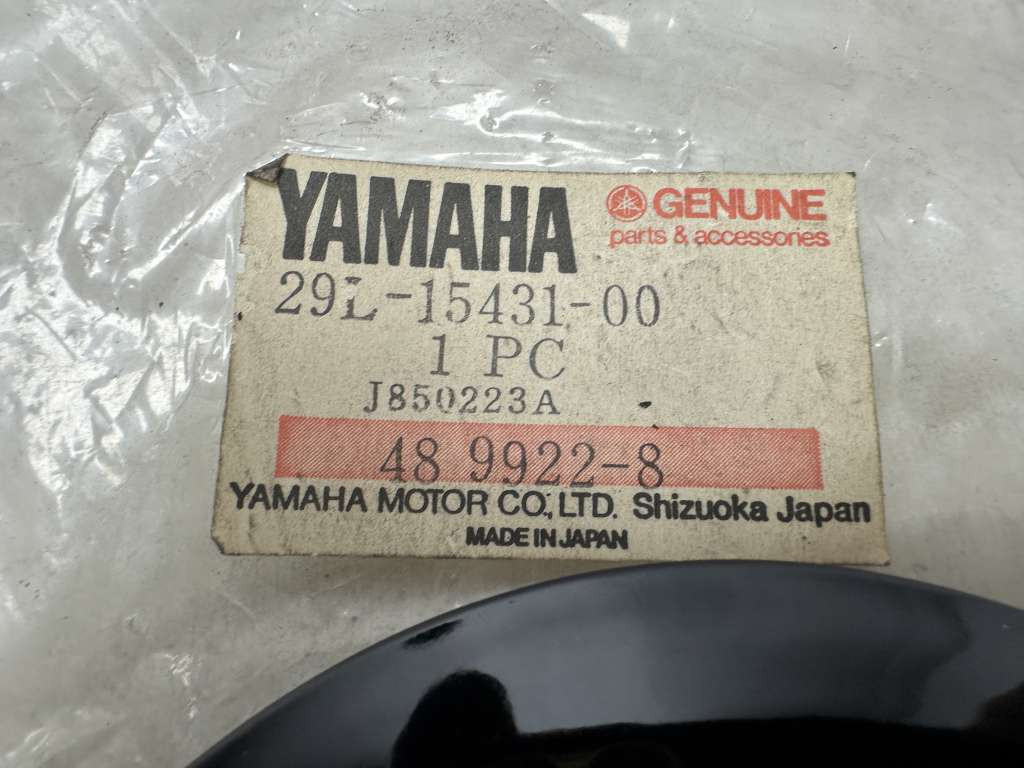 YAMAHA GENUINE
parts & accessories
29L-15431-00
1 PC
J850223A
48 9922-8
YAMAHA MOTOR CO., LTD. Shizuoka Japan
MADE IN JAPAN